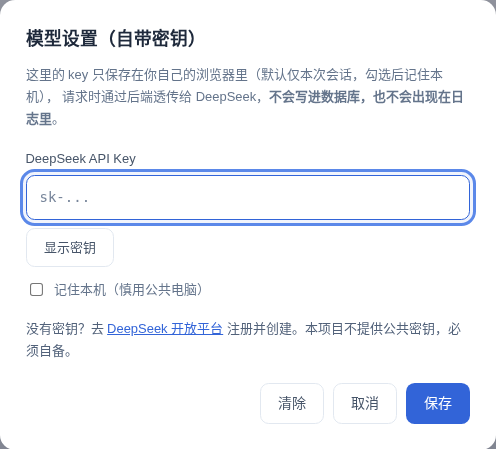 模型设置（自带密钥）
这里的 key 只保存在你自己的浏览器里（默认仅本次会话，勾选后记住本
机），请求时通过后端透传给 DeepSeek，不会写进数据库，也不会出现在日
志里。
DeepSeek API Key
sk-...
显示密钥
记住本机（慎用公共电脑）
没有密钥？去 DeepSeek 开放平台 注册并创建。本项目不提供公共密钥，必
须自备。
清除 取消 保存